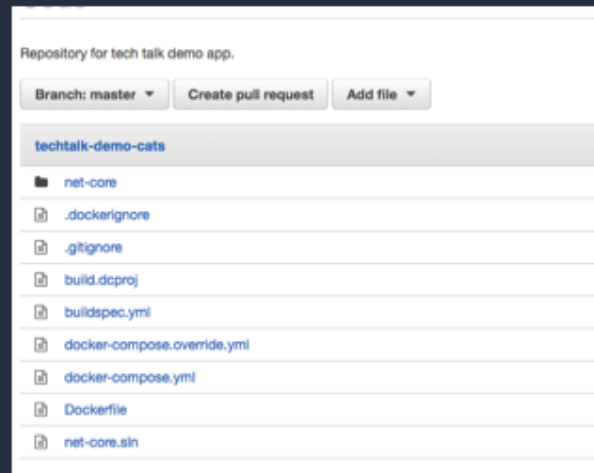 Repository for tech talk demo app.
Branch: master Create pull request Add file
techtalk-demo-cats
net-core
.dockerignore
.gitignore
build.dcproj
buildspec.yml
docker-compose.override.yml
docker-compose.yml
Dockerfile
net-core.sln